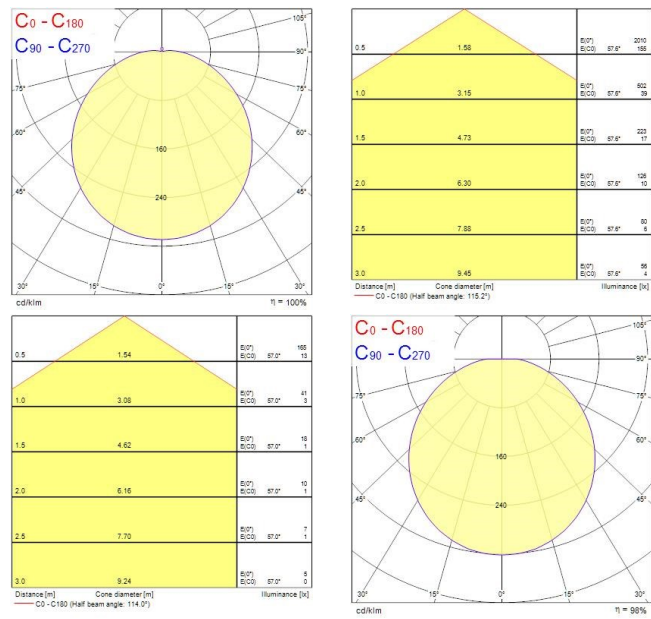 C0 - C180
C90 - C270
105°
90°
75°
60°
45°
105°
90°
75°
60°
45°
160
240
30° 15° 0° 15° 30°
cd/klm η = 100%
0.5 1.58 E(0°) 2010
E(C0) 57.6° 155
1.0 3.15 E(0°) 502
E(C0) 57.6° 39
1.5 4.73 E(0°) 223
E(C0) 57.6° 17
2.0 6.30 E(0°) 126
E(C0) 57.6° 10
2.5 7.88 E(0°) 80
E(C0) 57.6° 6
3.0 9.45 E(0°) 56
E(C0) 57.6° 4
Distance [m] Cone diameter [m] Illuminance [lx]
C0 - C180 (Half beam angle: 115.2°)
0.5 1.54 E(0°) 165
E(C0) 57.0° 13
1.0 3.08 E(0°) 41
E(C0) 57.0° 3
1.5 4.62 E(0°) 18
E(C0) 57.0° 1
2.0 6.16 E(0°) 10
E(C0) 57.0° 1
2.5 7.70 E(0°) 7
E(C0) 57.0° 1
3.0 9.24 E(0°) 5
E(C0) 57.0° 0
Distance [m] Cone diameter [m] Illuminance [lx]
C0 - C180 (Half beam angle: 114.0°)
C0 - C180
C90 - C270
105°
90°
75°
60°
45°
105°
90°
75°
60°
45°
160
240
30° 15° 0° 15° 30°
cd/klm η = 98%